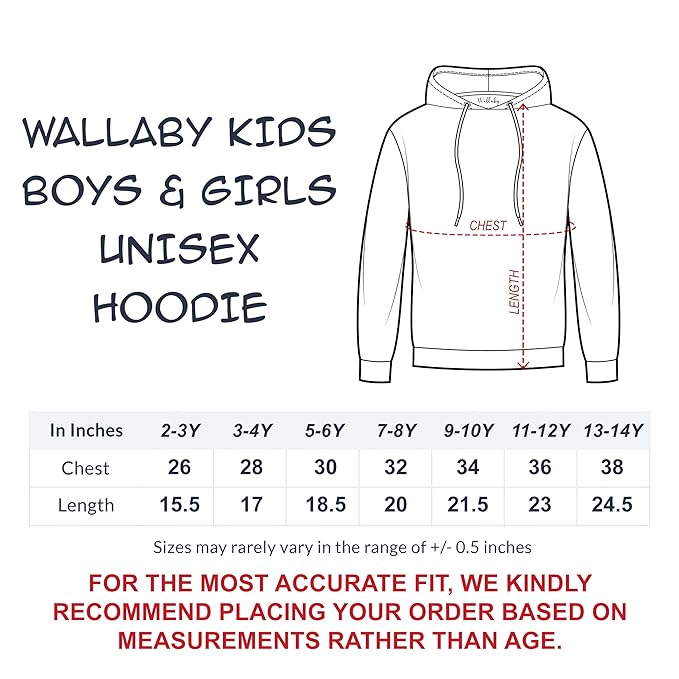 WALLABY KIDS
BOYS & GIRLS
UNISEX
HOODIE
Wallaby
CHEST
LENGTH
In Inches 2-3Y 3-4Y 5-6Y 7-8Y 9-10Y 11-12Y 13-14Y
Chest 26 28 30 32 34 36 38
Length 15.5 17 18.5 20 21.5 23 24.5
Sizes may rarely vary in the range of +/- 0.5 inches
FOR THE MOST ACCURATE FIT, WE KINDLY
RECOMMEND PLACING YOUR ORDER BASED ON
MEASUREMENTS RATHER THAN AGE.